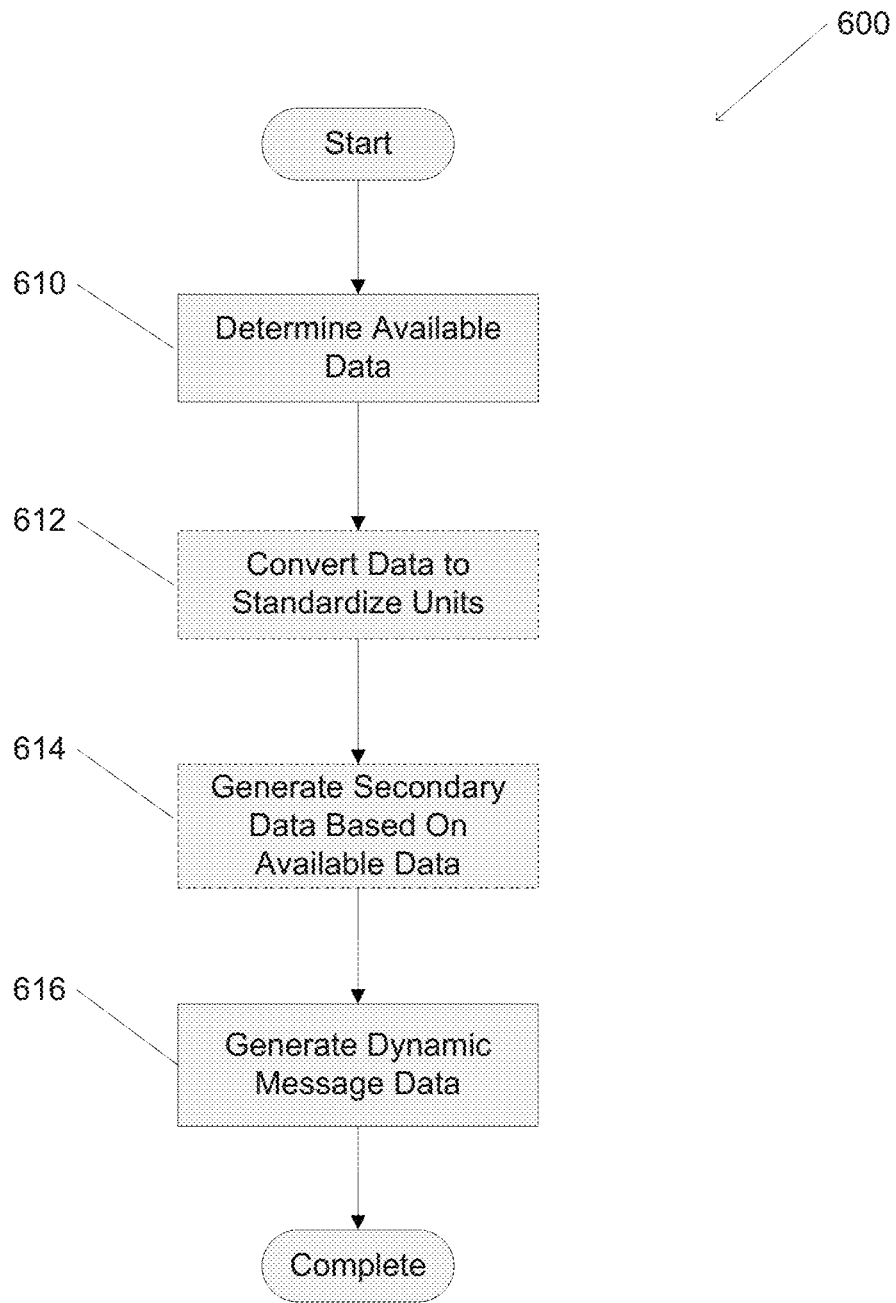 600
Start
610
Determine Available
Data
612
Convert Data to
Standardize Units
614
Generate Secondary
Data Based On
Available Data
616
Generate Dynamic
Message Data
Complete